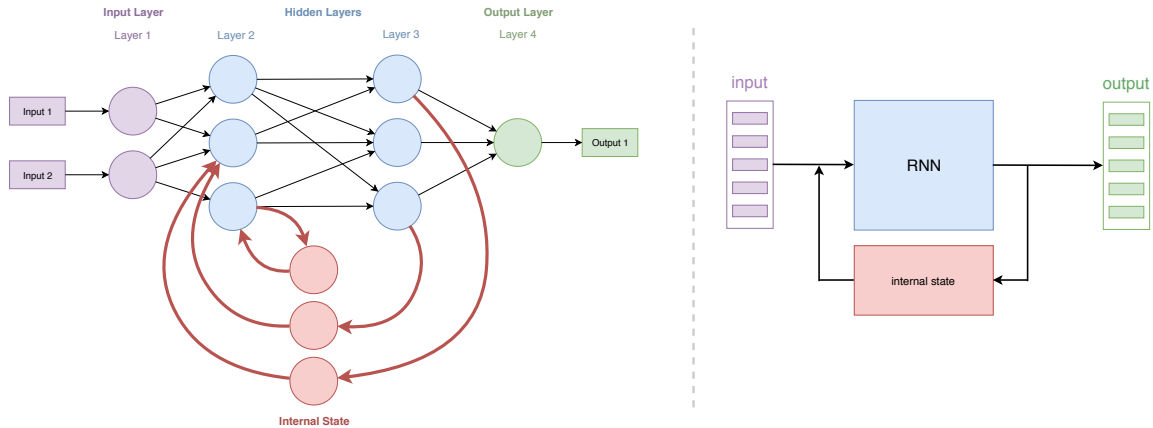 Input Layer
Hidden Layers
Output Layer
Layer 1
Layer 2
Layer 3
Layer 4
Input 1
Input 2
Output 1
Internal State
input
output
RNN
internal state